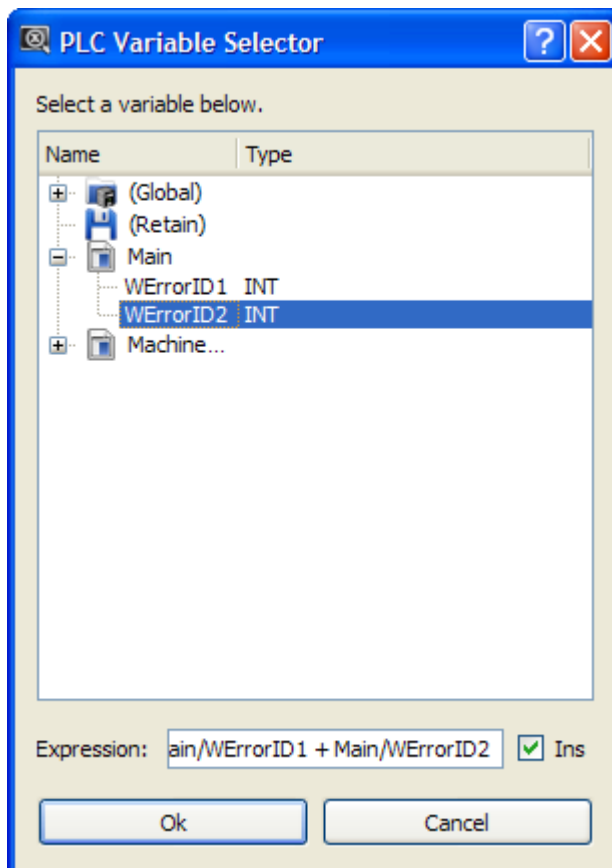 PLC Variable Selector
Select a variable below.
Name Type
(Global)
(Retain)
Main
WErrorID1 INT
WErrorID2 INT
Machine...
Expression: ain/WErrorID1 + Main/WErrorID2 Ins
Ok Cancel